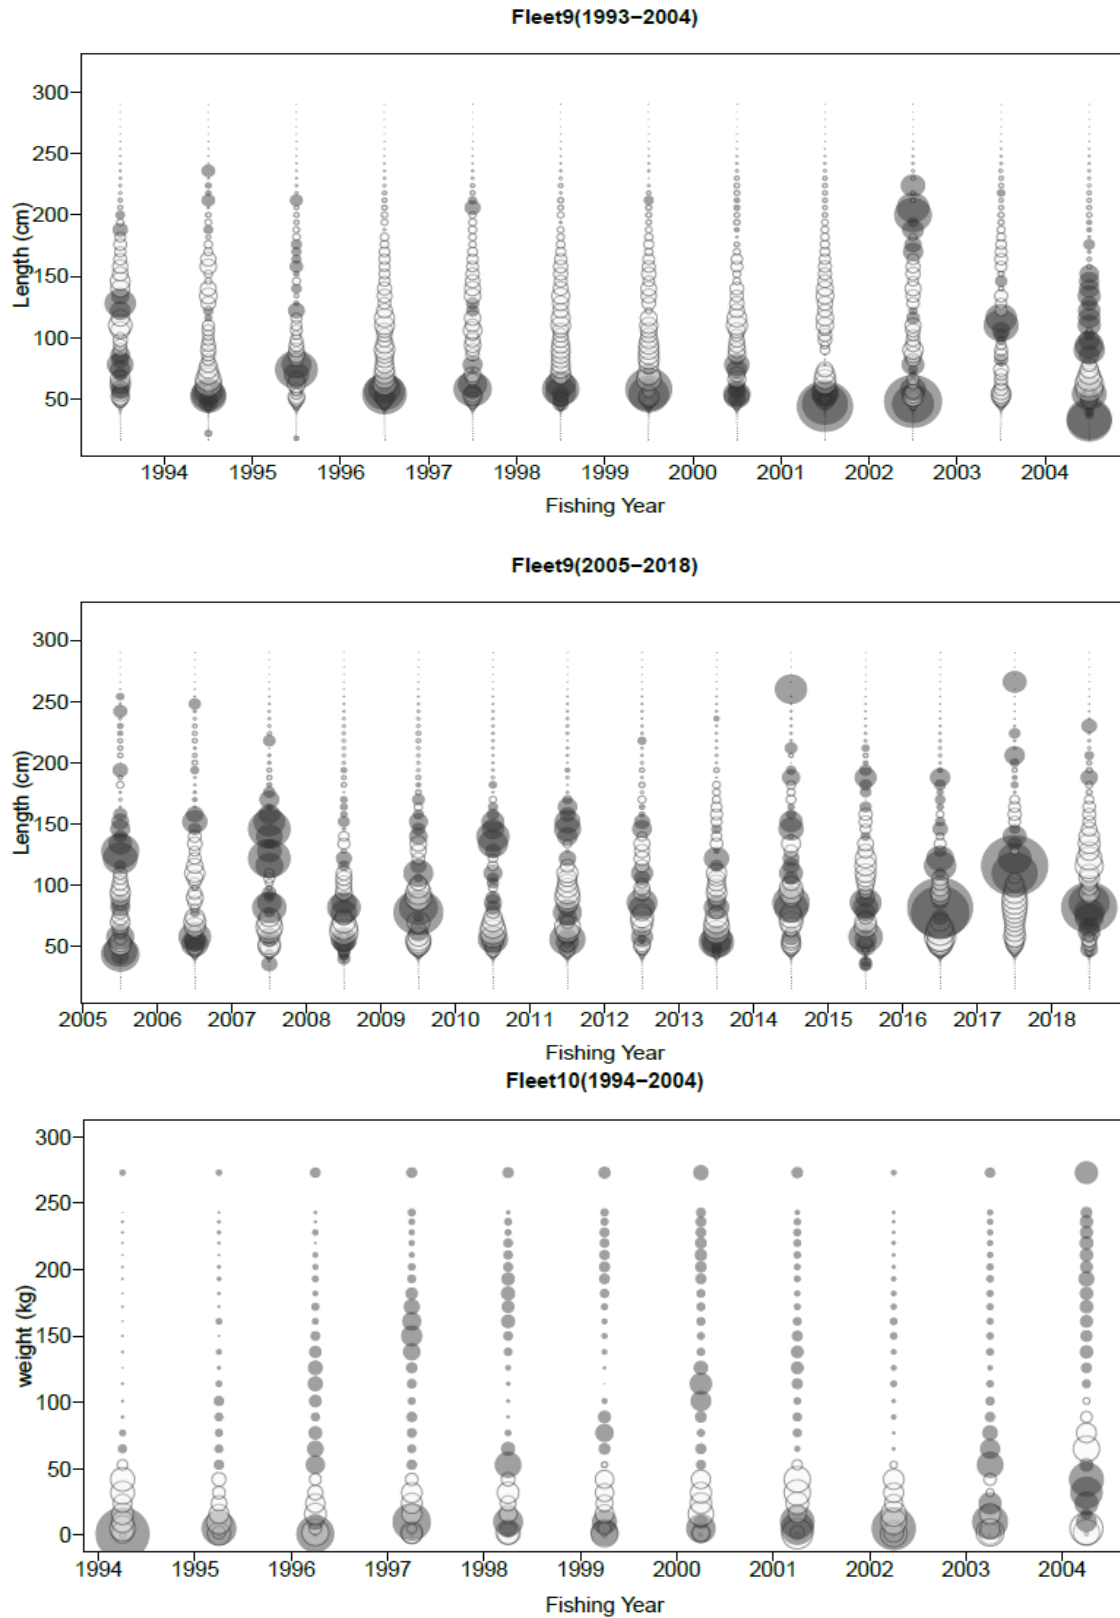 Fleet9(1993−2004)
300
250
200
150
100
50
Length (cm)
1994 1995 1996 1997 1998 1999 2000 2001 2002 2003 2004
Fishing Year
Fleet9(2005−2018)
300
250
200
150
100
50
Length (cm)
2005 2006 2007 2008 2009 2010 2011 2012 2013 2014 2015 2016 2017 2018
Fishing Year
Fleet10(1994−2004)
300
250
200
150
100
50
0
weight (kg)
1994 1995 1996 1997 1998 1999 2000 2001 2002 2003 2004
Fishing Year